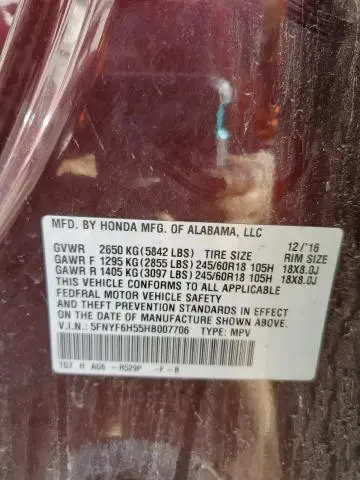 MFD. BY HONDA MFG. OF ALABAMA, LLC
GVWR 2650 KG (5842 LBS) TIRE SIZE 12/'16 RIM SIZE
GAWR F 1295 KG (2855 LBS) 245/60R18 105H 18X8.0J
GAWR R 1405 KG (3097 LBS) 245/60R18 105H 18X8.0J
THIS VEHICLE CONFORMS TO ALL APPLICABLE
FEDERAL MOTOR VEHICLE SAFETY
AND THEFT PREVENTION STANDARDS IN EFFECT
ON THE DATE OF MANUFACTURE SHOWN ABOVE.
V.I.N.: 5FNYF6H55HB007706 TYPE: MPV
TG7 H AG6 - R529P -F -B